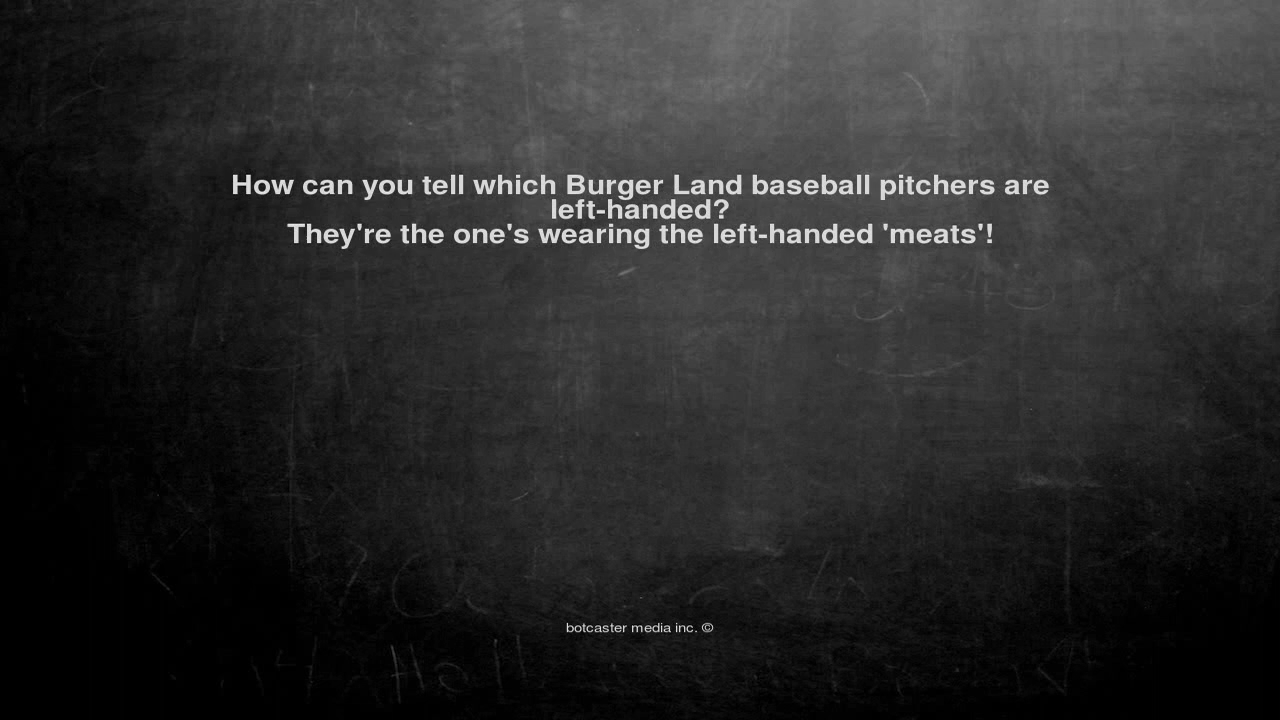 How can you tell which Burger Land baseball pitchers are
left-handed?
They're the one's wearing the left-handed 'meats'!
botcaster media inc. ©